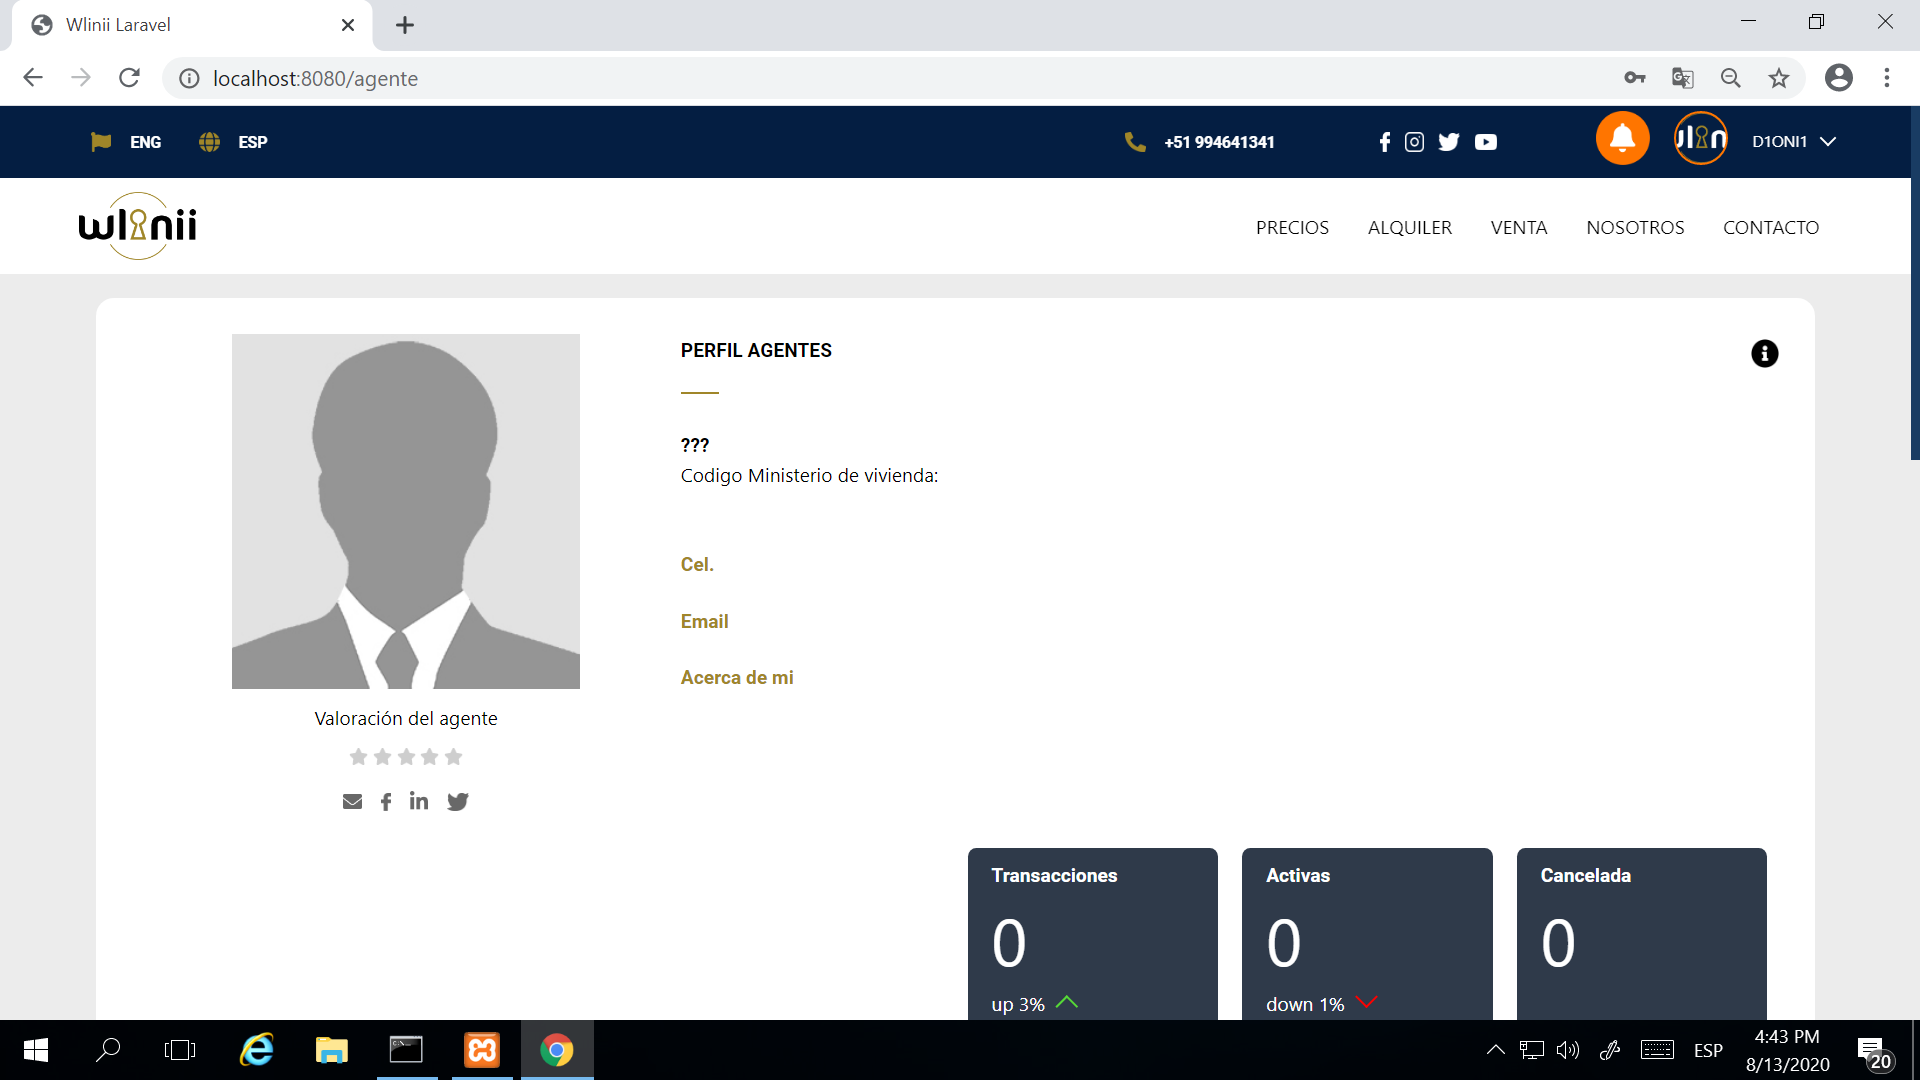 Wlinii Laravel
localhost:8080/agente
ENG
ESP
+51 994641341
D1ONI1
wlinii
PRECIOS
ALQUILER
VENTA
NOSOTROS
CONTACTO
PERFIL AGENTES
???
Codigo Ministerio de vivienda:
Cel.
Email
Acerca de mi
Valoración del agente
Transacciones
0
up 3%
Activas
0
down 1%
Cancelada
0
ESP
4:43 PM
8/13/2020
20